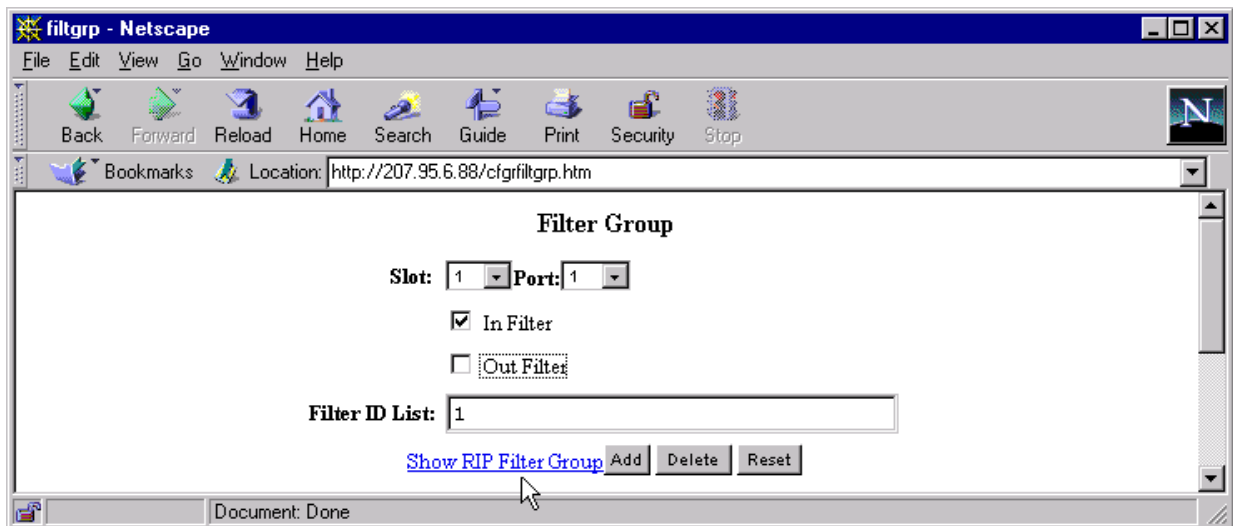 filtgrp - Netscape
File Edit View Go Window Help
Back Forward Reload Home Search Guide Print Security Stop
N
Bookmarks Location: http://207.95.6.88/cfgrfiltgrp.htm
Filter Group
Slot: 1 Port: 1
In Filter
Out Filter
Filter ID List: 1
Show RIP Filter Group Add Delete Reset
Document: Done